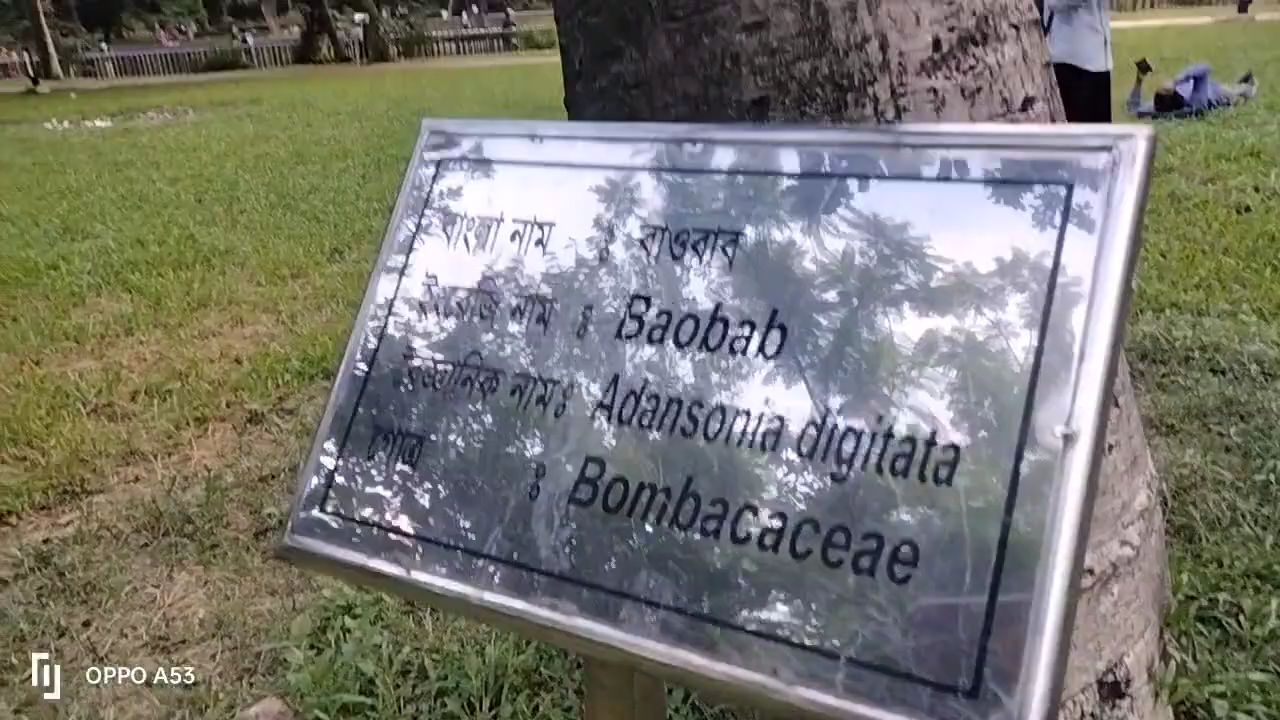 বাংলা নাম : বাওবাব
ইংরেজি নাম ঃ Baobab
বৈজ্ঞানিক নামঃ Adansonia digitata
গোত্র ঃ Bombacaceae
OPPO A53